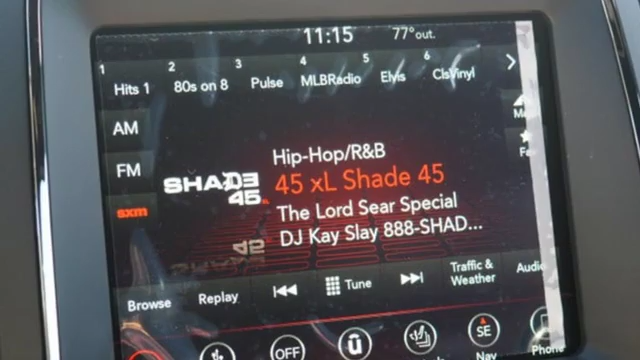 11:15 77°out.
1 2 3 4 5 6
Hits 1 80s on 8 Pulse MLBRadio Elvis ClsVinyl
AM
FM
sxm
SHADE
45
Hip-Hop/R&B
45 xL Shade 45
The Lord Sear Special
DJ Kay Slay 888-SHAD...
Browse Replay Tune Traffic &
Weather Audio
OFF û SE
Nav Phone